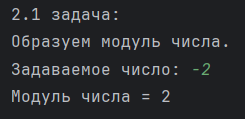 2.1 задача:
Образуем модуль числа.
Задаваемое число: -2
Модуль числа = 2